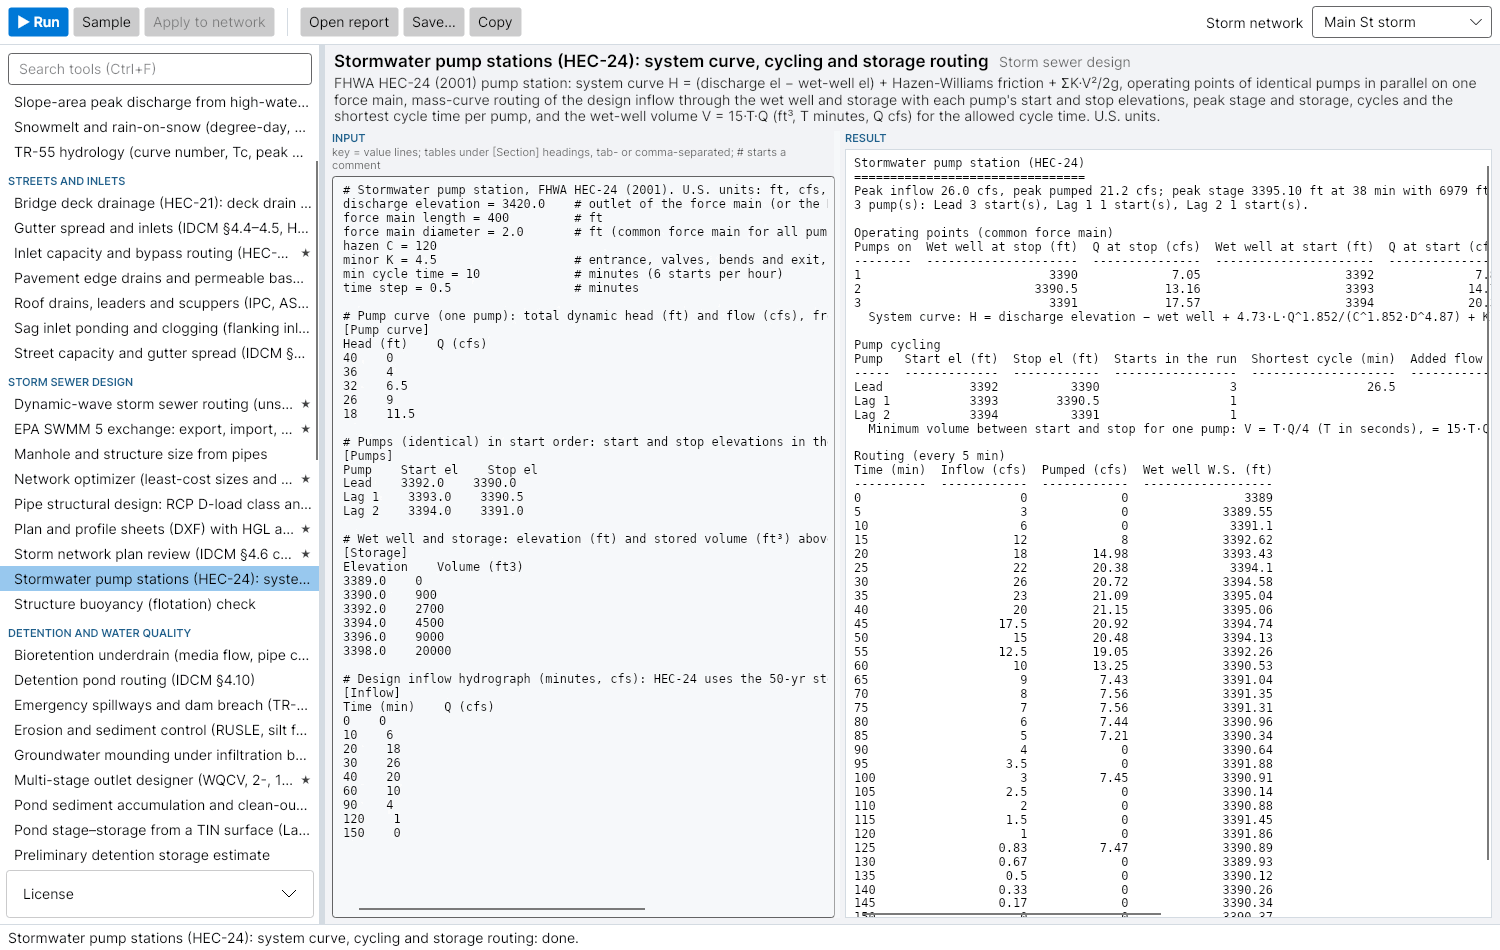 Run Sample Apply to network Open report Save... Copy Storm network Main St storm
Search tools (Ctrl+F)
Slope-area peak discharge from high-wate...
Snowmelt and rain-on-snow (degree-day, ...
TR-55 hydrology (curve number, Tc, peak ...
STREETS AND INLETS
Bridge deck drainage (HEC-21): deck drain ...
Gutter spread and inlets (IDCM §4.4–4.5, H...
Inlet capacity and bypass routing (HEC-... ★
Pavement edge drains and permeable bas...
Roof drains, leaders and scuppers (IPC, AS...
Sag inlet ponding and clogging (flanking inl...
Street capacity and gutter spread (IDCM §...
STORM SEWER DESIGN
Dynamic-wave storm sewer routing (uns... ★
EPA SWMM 5 exchange: export, import, ... ★
Manhole and structure size from pipes
Network optimizer (least-cost sizes and ... ★
Pipe structural design: RCP D-load class an...
Plan and profile sheets (DXF) with HGL a... ★
Storm network plan review (IDCM §4.6 c... ★
Stormwater pump stations (HEC-24): syste...
Structure buoyancy (flotation) check
DETENTION AND WATER QUALITY
Bioretention underdrain (media flow, pipe c...
Detention pond routing (IDCM §4.10)
Emergency spillways and dam breach (TR-...
Erosion and sediment control (RUSLE, silt f...
Groundwater mounding under infiltration b...
Multi-stage outlet designer (WQCV, 2-, 1... ★
Pond sediment accumulation and clean-ou...
Pond stage–storage from a TIN surface (La...
Preliminary detention storage estimate
License
Stormwater pump stations (HEC-24): system curve, cycling and storage routing Storm sewer design
FHWA HEC-24 (2001) pump station: system curve H = (discharge el − wet-well el) + Hazen-Williams friction + ΣK·V²/2g, operating points of identical pumps in parallel on one
force main, mass-curve routing of the design inflow through the wet well and storage with each pump's start and stop elevations, peak stage and storage, cycles and the
shortest cycle time per pump, and the wet-well volume V = 15·T·Q (ft³, T minutes, Q cfs) for the allowed cycle time. U.S. units.
INPUT
key = value lines; tables under [Section] headings, tab- or comma-separated; # starts a
comment
# Stormwater pump station, FHWA HEC-24 (2001). U.S. units: ft, cfs,
discharge elevation = 3420.0 # outlet of the force main (or the
force main length = 400 # ft
force main diameter = 2.0 # ft (common force main for all pum
hazen C = 120
minor K = 4.5 # entrance, valves, bends and exit,
min cycle time = 10 # minutes (6 starts per hour)
time step = 0.5 # minutes
# Pump curve (one pump): total dynamic head (ft) and flow (cfs), fr
[Pump curve]
Head (ft) Q (cfs)
40 0
36 4
32 6.5
26 9
18 11.5
# Pumps (identical) in start order: start and stop elevations in th
[Pumps]
Pump Start el Stop el
Lead 3392.0 3390.0
Lag 1 3393.0 3390.5
Lag 2 3394.0 3391.0
# Wet well and storage: elevation (ft) and stored volume (ft³) abov
[Storage]
Elevation Volume (ft3)
3389.0 0
3390.0 900
3392.0 2700
3394.0 4500
3396.0 9000
3398.0 20000
# Design inflow hydrograph (minutes, cfs): HEC-24 uses the 50-yr st
[Inflow]
Time (min) Q (cfs)
0 0
10 6
20 18
30 26
40 20
60 10
90 4
120 1
150 0
RESULT
Stormwater pump station (HEC-24)
================================
Peak inflow 26.0 cfs, peak pumped 21.2 cfs; peak stage 3395.10 ft at 38 min with 6979 ft
3 pump(s): Lead 3 start(s), Lag 1 1 start(s), Lag 2 1 start(s).
Operating points (common force main)
Pumps on Wet well at stop (ft) Q at stop (cfs) Wet well at start (ft) Q at start (cf
1 3390 7.05 3392 7.
2 3390.5 13.16 3393 14.
3 3391 17.57 3394 20.
System curve: H = discharge elevation − wet well + 4.73·L·Q^1.852/(C^1.852·D^4.87) + K
Pump cycling
Pump Start el (ft) Stop el (ft) Starts in the run Shortest cycle (min) Added flow
Lead 3392 3390 3 26.5
Lag 1 3393 3390.5 1
Lag 2 3394 3391 1
Minimum volume between start and stop for one pump: V = T·Q/4 (T in seconds), = 15·T·Q
Routing (every 5 min)
Time (min) Inflow (cfs) Pumped (cfs) Wet well W.S. (ft)
0 0 0 3389
5 3 0 3389.55
10 6 0 3391.1
15 12 8 3392.62
20 18 14.98 3393.43
25 22 20.38 3394.1
30 26 20.72 3394.58
35 23 21.09 3395.04
40 20 21.15 3395.06
45 17.5 20.92 3394.74
50 15 20.48 3394.13
55 12.5 19.05 3392.26
60 10 13.25 3390.53
65 9 7.43 3391.04
70 8 7.56 3391.35
75 7 7.56 3391.31
80 6 7.44 3390.96
85 5 7.21 3390.34
90 4 0 3390.64
95 3.5 0 3391.88
100 3 7.45 3390.91
105 2.5 0 3390.14
110 2 0 3390.88
115 1.5 0 3391.45
120 1 0 3391.86
125 0.83 7.47 3390.89
130 0.67 0 3389.93
135 0.5 0 3390.12
140 0.33 0 3390.26
145 0.17 0 3390.34
150 0 0 3390.37
Stormwater pump stations (HEC-24): system curve, cycling and storage routing: done.